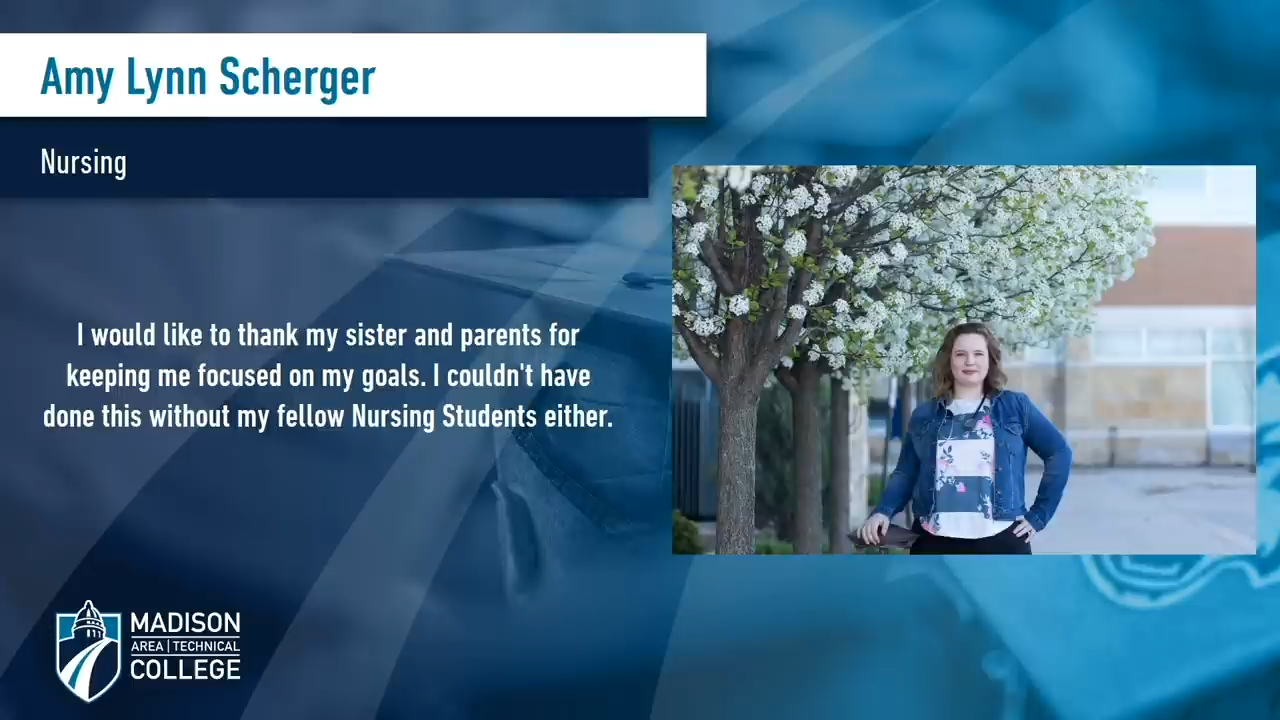 Amy Lynn Scherger
Nursing
I would like to thank my sister and parents for
keeping me focused on my goals. I couldn't have
done this without my fellow Nursing Students either.
MADISON
AREA | TECHNICAL
COLLEGE